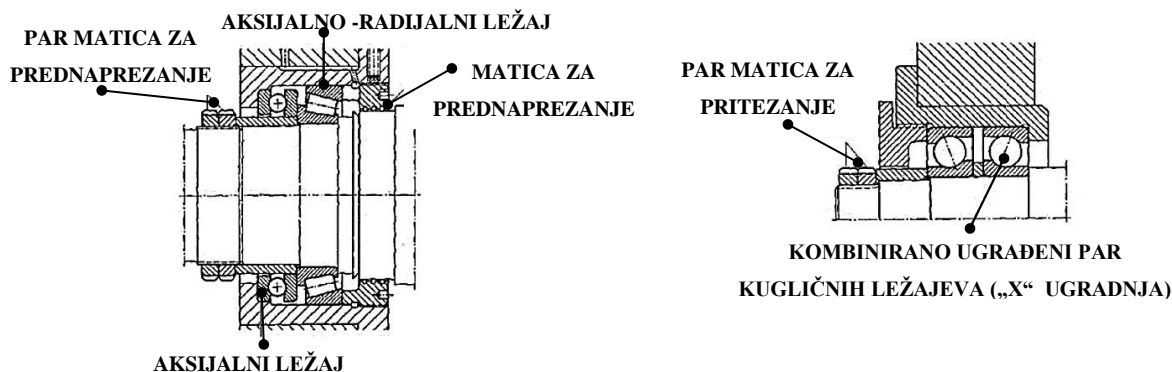 AKSIJALNO -RADIJALNI LEŽAJ
PAR MATICA ZA
PREDNAPREZANJE
MATICA ZA
PREDNAPREZANJE
AKSIJALNI LEŽAJ
PAR MATICA ZA
PRITEZANJE
KOMBINIRANO UGRAĐENI PAR
KUGLIČNIH LEŽAJEVA („X“ UGRADNJA)